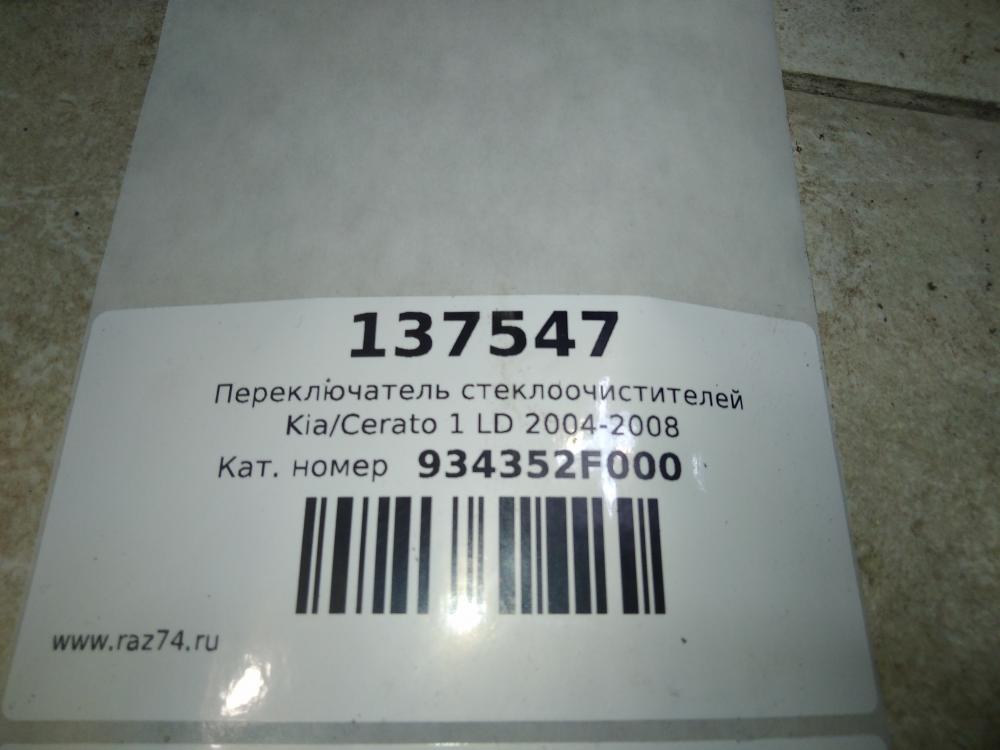 137547
Переключатель стеклоочистителей
Kia/Cerato 1 LD 2004-2008
Кат. номер 934352F000
www.raz74.ru